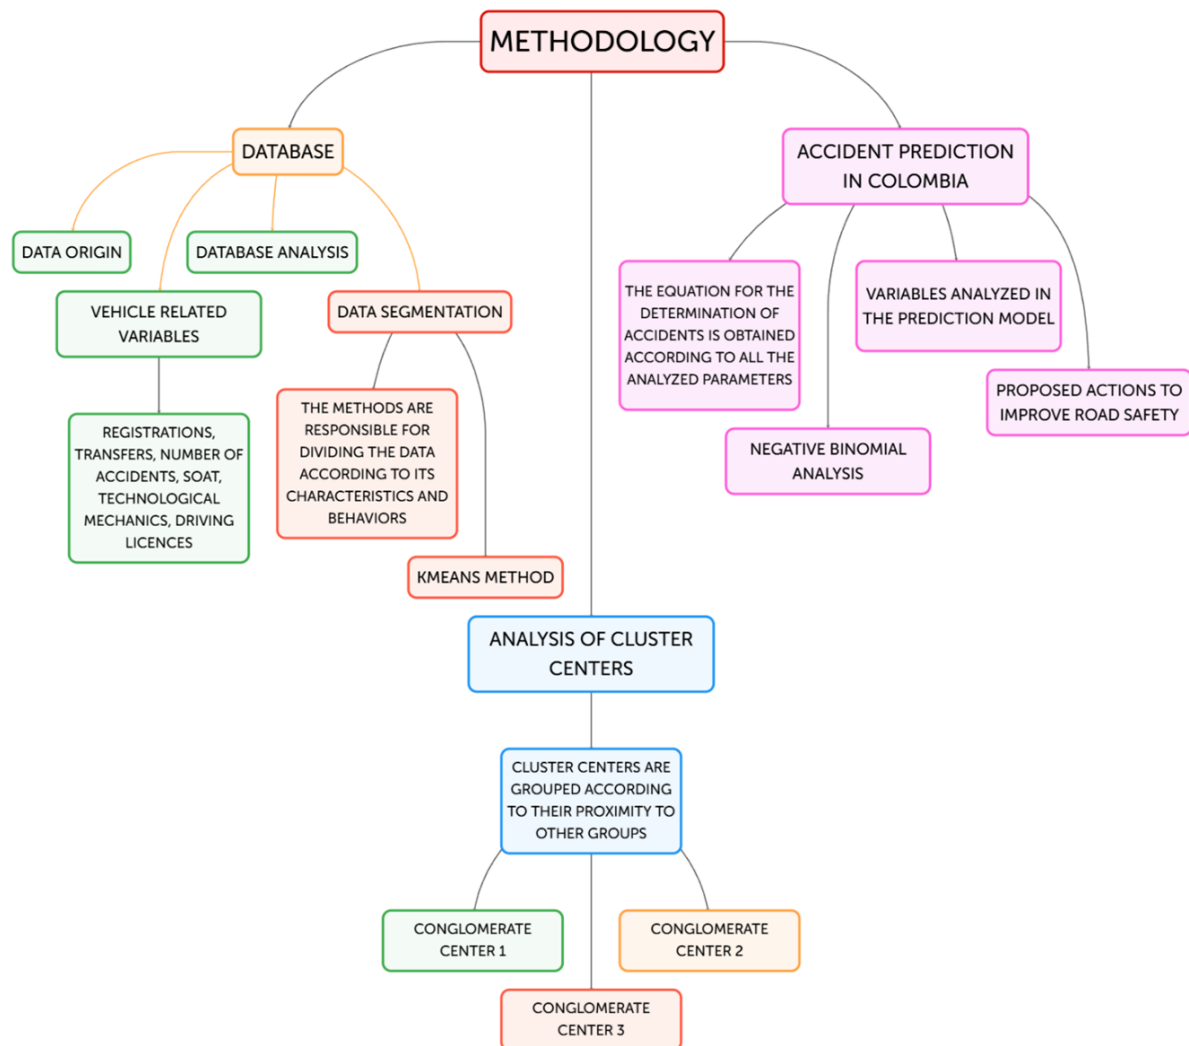 METHODOLOGY
DATABASE
ACCIDENT PREDICTION
IN COLOMBIA
DATA ORIGIN
DATABASE ANALYSIS
VEHICLE RELATED
VARIABLES
DATA SEGMENTATION
REGISTRATIONS,
TRANSFERS, NUMBER OF
ACCIDENTS, SOAT,
TECHNOLOGICAL
MECHANICS, DRIVING
LICENCES
THE METHODS ARE
RESPONSIBLE FOR
DIVIDING THE DATA
ACCORDING TO ITS
CHARACTERISTICS AND
BEHAVIORS
KMEANS METHOD
THE EQUATION FOR THE
DETERMINATION OF
ACCIDENTS IS OBTAINED
ACCORDING TO ALL THE
ANALYZED PARAMETERS
VARIABLES ANALYZED IN
THE PREDICTION MODEL
PROPOSED ACTIONS TO
IMPROVE ROAD SAFETY
NEGATIVE BINOMIAL
ANALYSIS
ANALYSIS OF CLUSTER
CENTERS
CLUSTER CENTERS ARE
GROUPED ACCORDING
TO THEIR PROXIMITY TO
OTHER GROUPS
CONGLOMERATE
CENTER 1
CONGLOMERATE
CENTER 2
CONGLOMERATE
CENTER 3